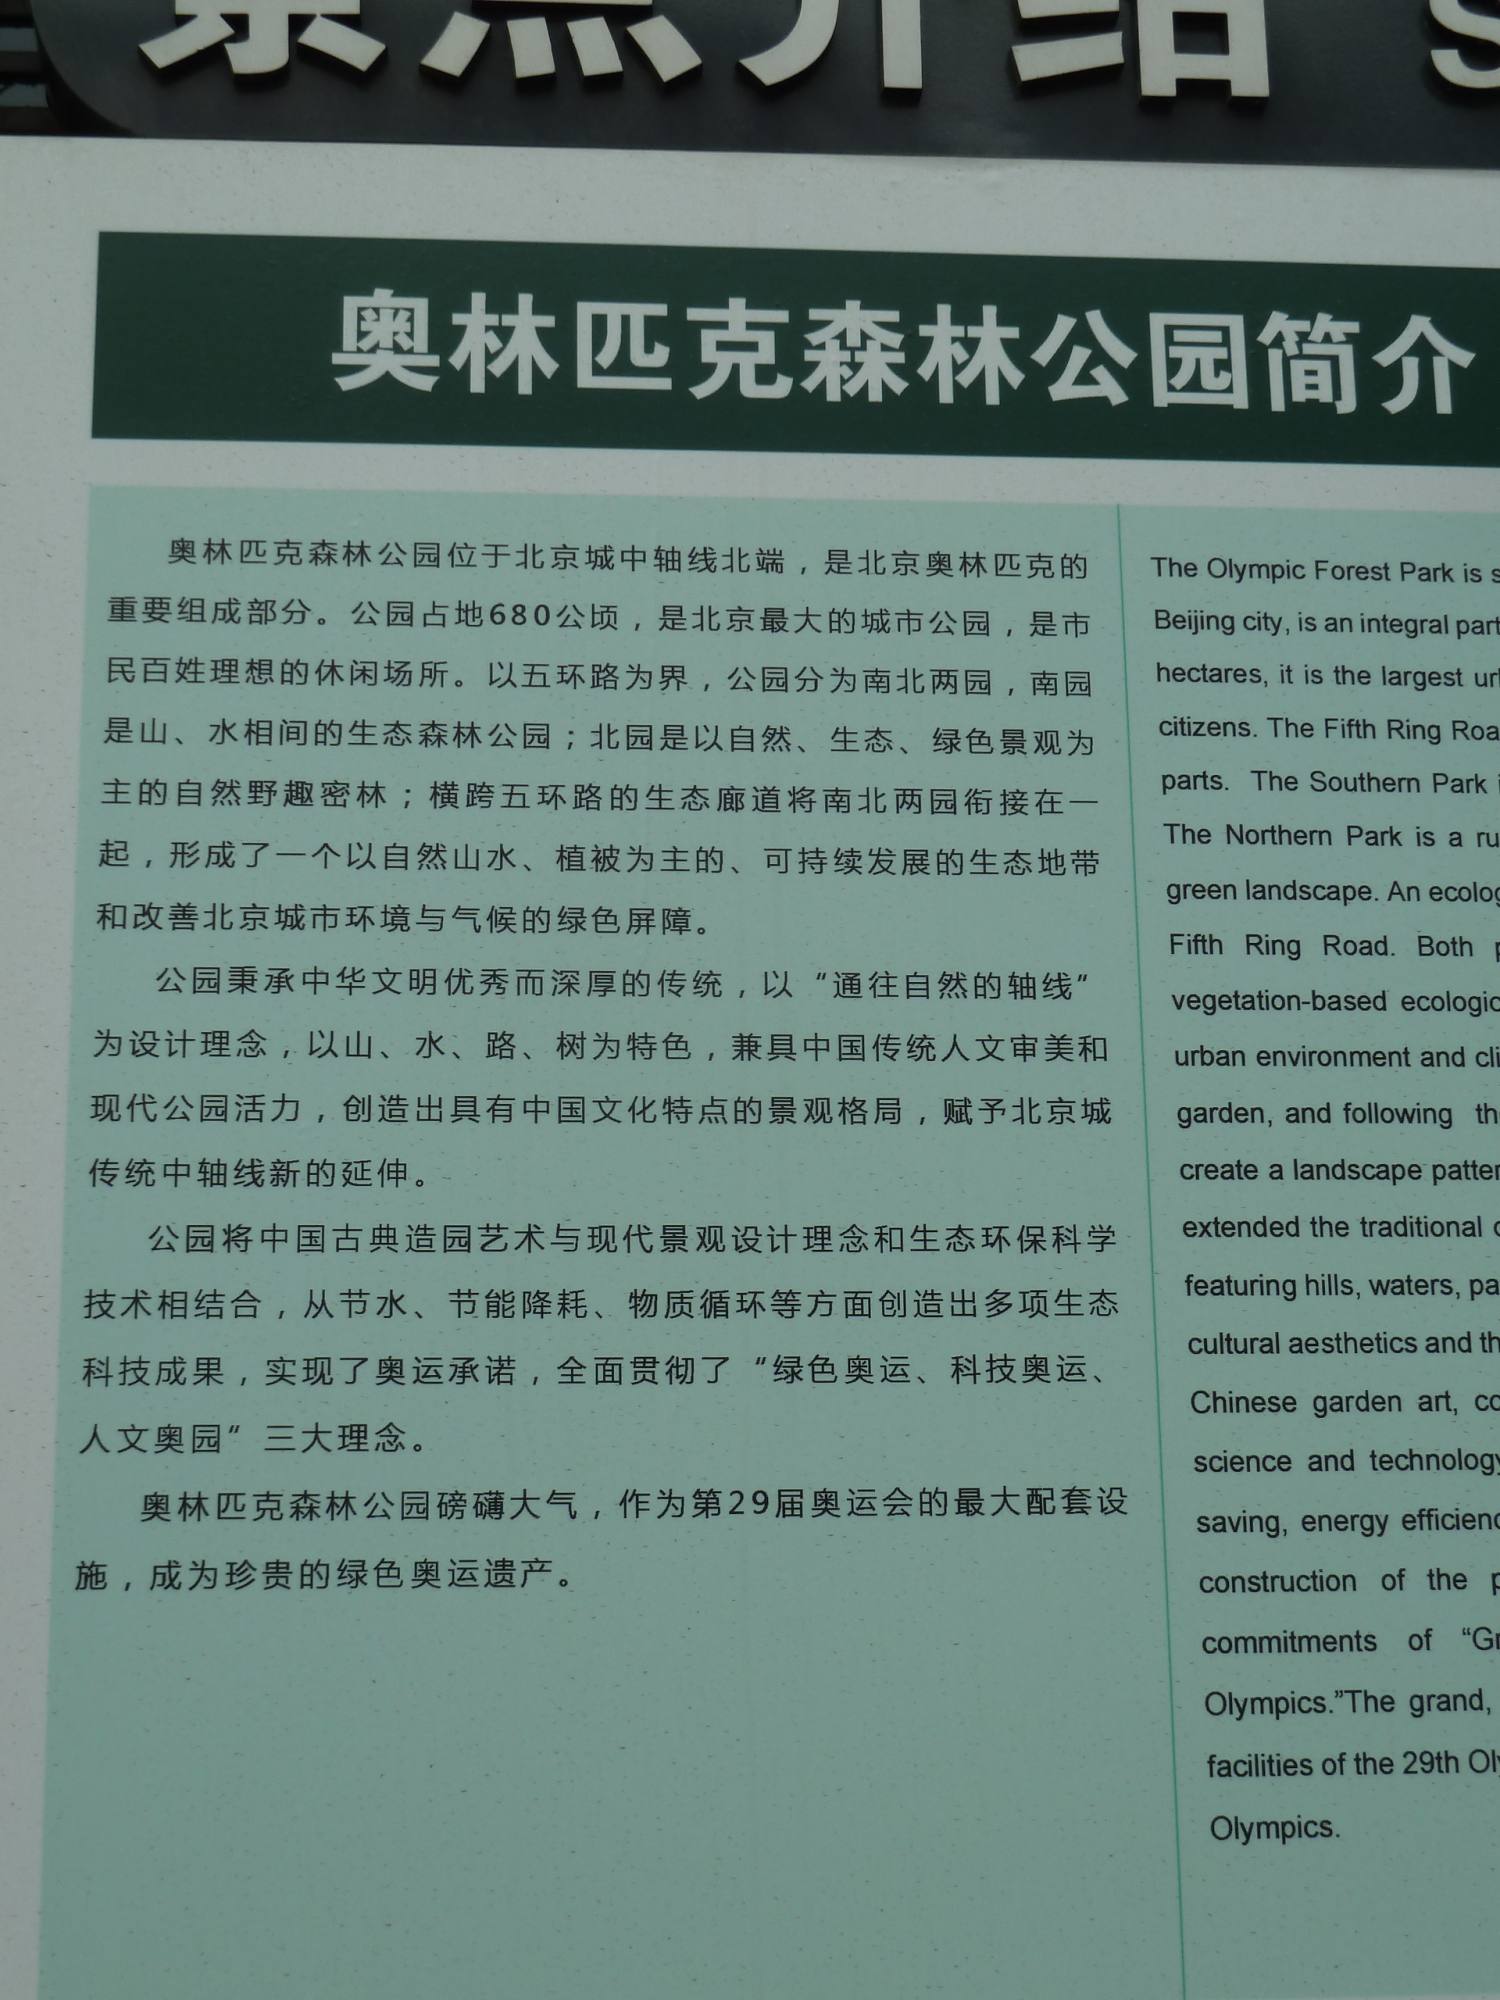 景点介绍 S
奥林匹克森林公园简介
奥林匹克森林公园位于北京城中轴线北端，是北京奥林匹克的
重要组成部分。公园占地680公顷，是北京最大的城市公园，是市
民百姓理想的休闲场所。以五环路为界，公园分为南北两园，南园
是山、水相间的生态森林公园；北园是以自然、生态、绿色景观为
主的自然野趣密林；横跨五环路的生态廊道将南北两园衔接在一
起，形成了一个以自然山水、植被为主的、可持续发展的生态地带
和改善北京城市环境与气候的绿色屏障。
公园秉承中华文明优秀而深厚的传统，以“通往自然的轴线”
为设计理念，以山、水、路、树为特色，兼具中国传统人文审美和
现代公园活力，创造出具有中国文化特点的景观格局，赋予北京城
传统中轴线新的延伸。
公园将中国古典造园艺术与现代景观设计理念和生态环保科学
技术相结合，从节水、节能降耗、物质循环等方面创造出多项生态
科技成果，实现了奥运承诺，全面贯彻了“绿色奥运、科技奥运、
人文奥园”三大理念。
奥林匹克森林公园磅礴大气，作为第29届奥运会的最大配套设
施，成为珍贵的绿色奥运遗产。
The Olympic Forest Park is s
Beijing city, is an integral part
hectares, it is the largest ur
citizens. The Fifth Ring Roa
parts. The Southern Park i
The Northern Park is a ru
green landscape. An ecolog
Fifth Ring Road. Both p
vegetation-based ecologic
urban environment and cli
garden, and following th
create a landscape patter
extended the traditional c
featuring hills, waters, pa
cultural aesthetics and th
Chinese garden art, co
science and technology
saving, energy efficienc
construction of the p
commitments of “Gr
Olympics.”The grand,
facilities of the 29th Oly
Olympics.